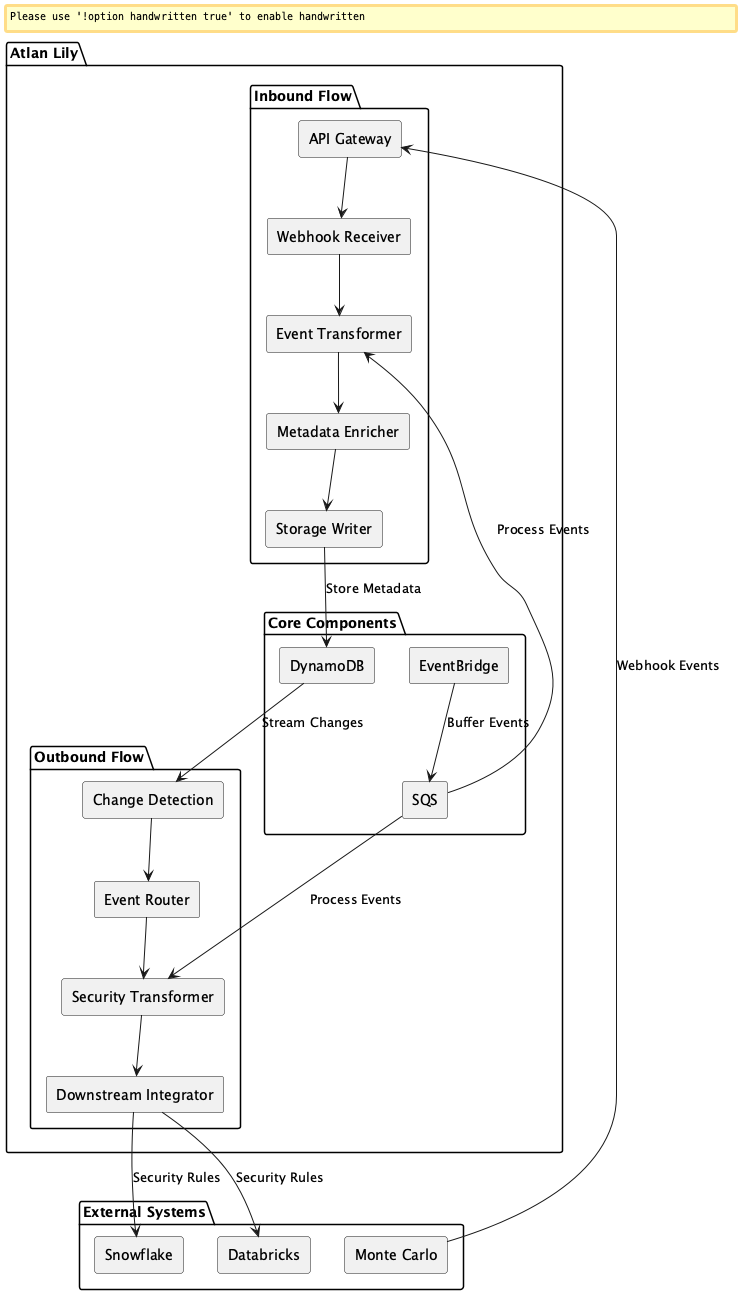 Please use '!option handwritten true' to enable handwritten
Atlan Lily
Inbound Flow
API Gateway
Webhook Receiver
Event Transformer
Metadata Enricher
Storage Writer
Process Events
Store Metadata
Core Components
DynamoDB
EventBridge
Webhook Events
Stream Changes
Buffer Events
Outbound Flow
Change Detection
SQS
Event Router
Process Events
Security Transformer
Downstream Integrator
Security Rules
Security Rules
External Systems
Snowflake
Databricks
Monte Carlo